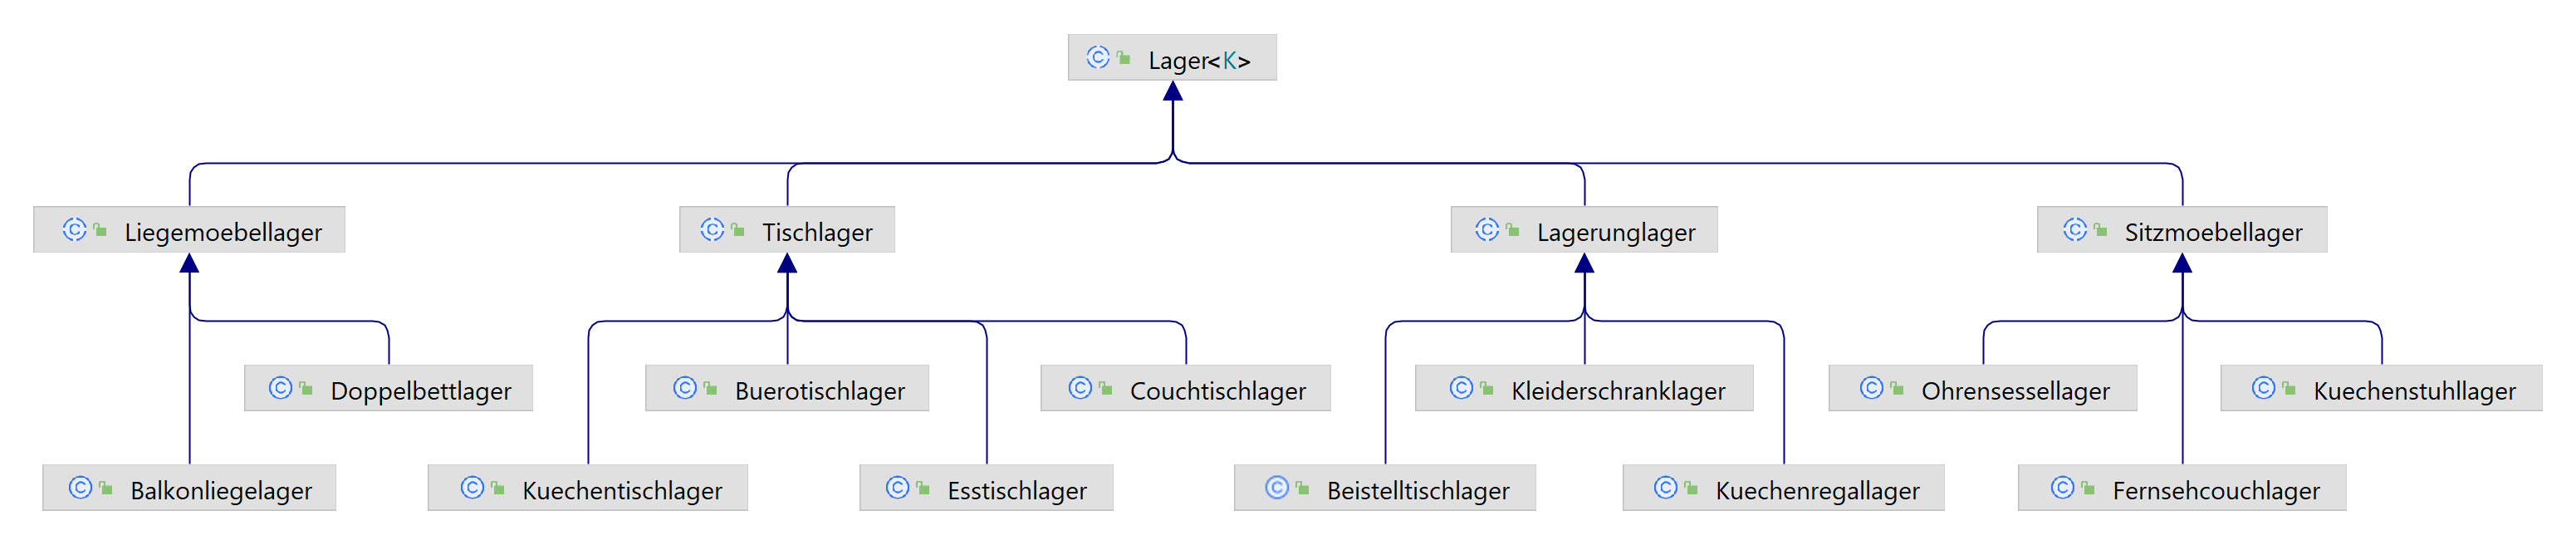 Lager<K>
Liegemoebellager
Tischlager
Lagerunglager
Sitzmoebellager
Doppelbettlager
Buerotischlager
Couchtischlager
Kleiderschranklager
Ohrensessellager
Kuechenstuhllager
Balkonliegelager
Kuechentischlager
Esstischlager
Beistelltischlager
Kuechenregallager
Fernsehcouchlager